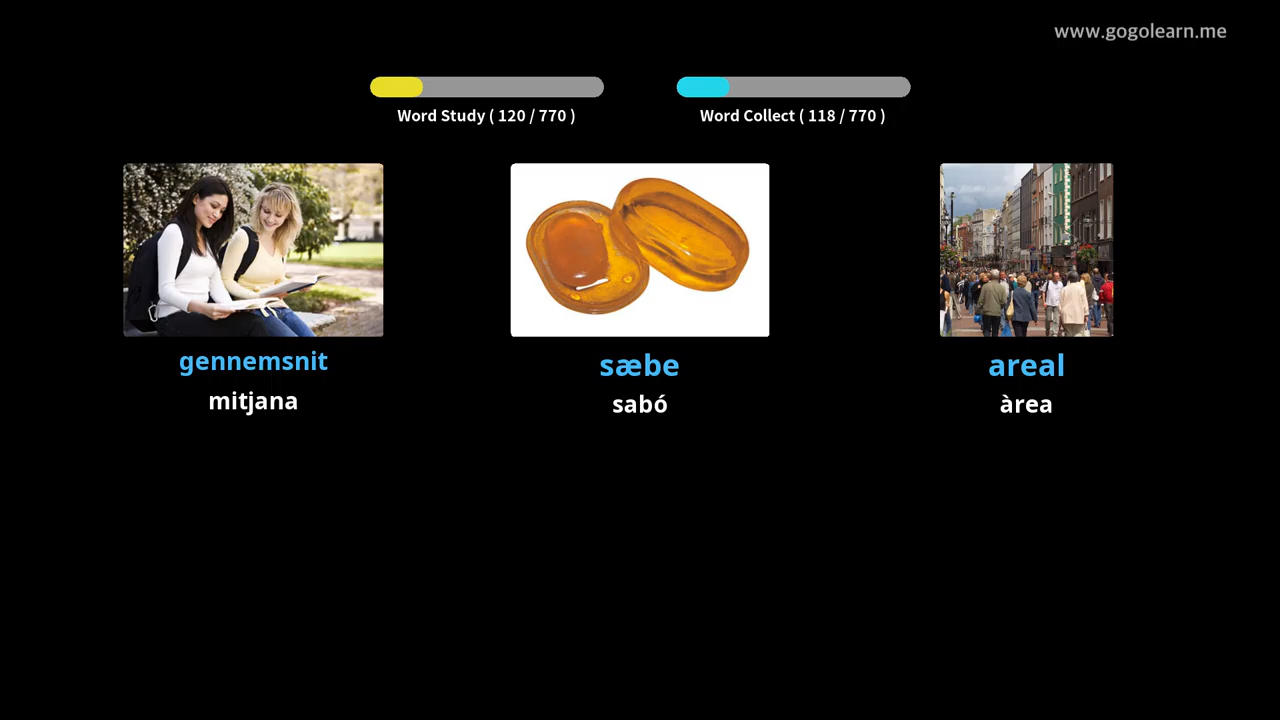 www.gogolearn.me
Word Study ( 120 / 770 )
Word Collect ( 118 / 770 )
gennemsnit
mitjana
sæbe
sabó
areal
àrea